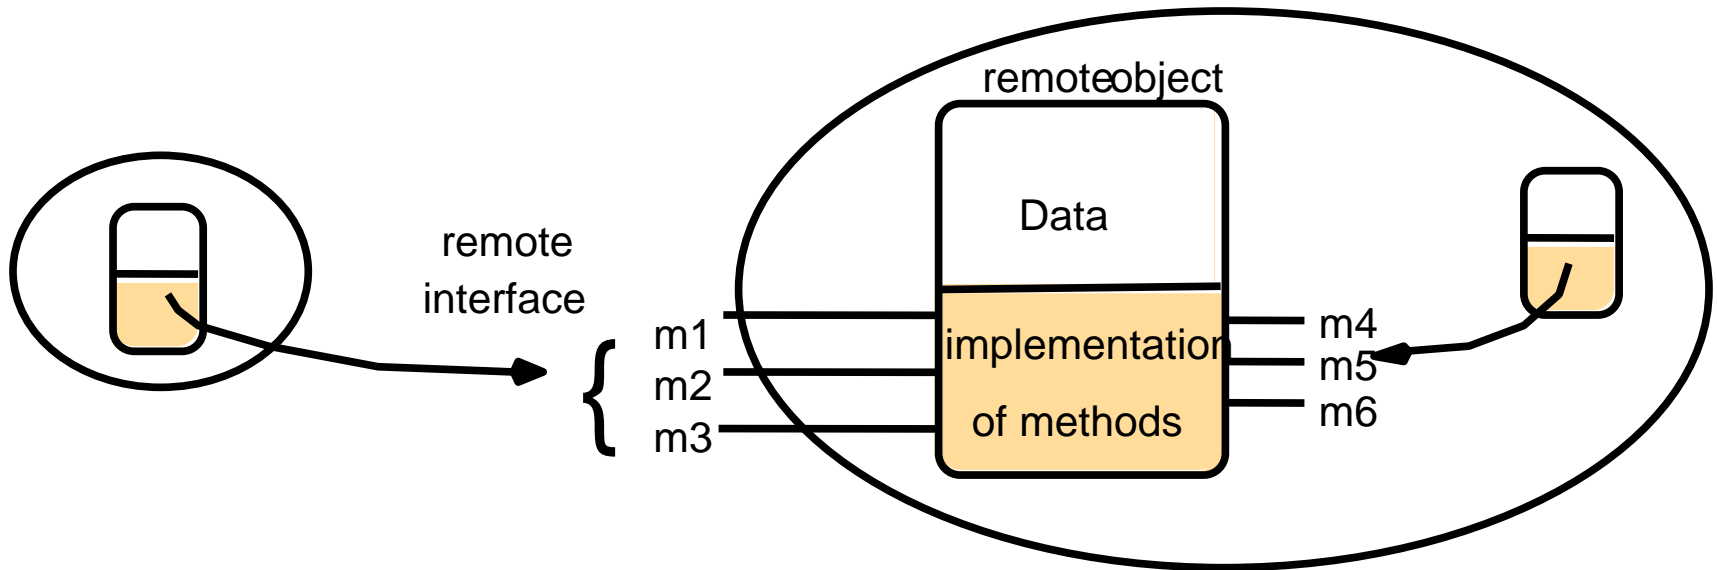 remoteobject
Data
remote
interface
{
m1
m2
m3
implementation
of methods
m4
m5
m6